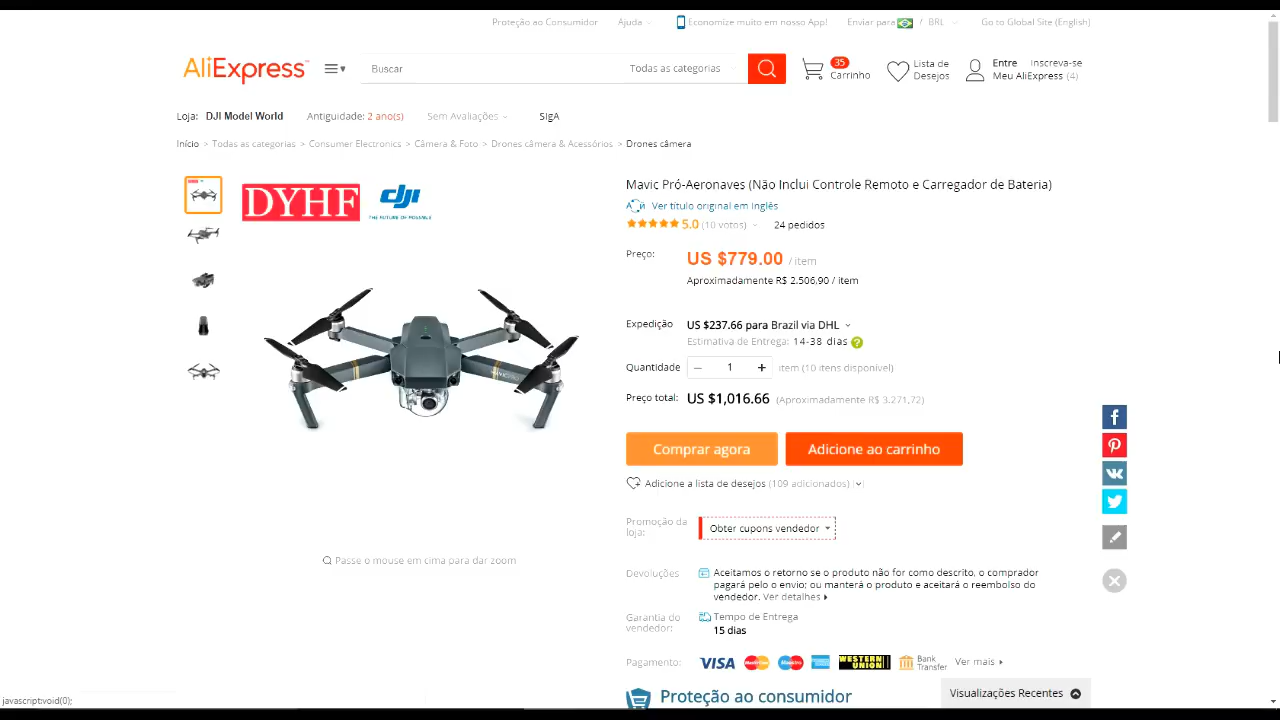 Proteção ao Consumidor Ajuda Economize muito em nosso App! Enviar para / BRL Go to Global Site (English)
AliExpress Buscar Todas as categorias 35 Carrinho Lista de Desejos Entre Inscreva-se Meu AliExpress (4)
Loja: DJI Model World Antiguidade: 2 ano(s) Sem Avaliações SIgA
Início > Todas as categorias > Consumer Electronics > Câmera & Foto > Drones câmera & Acessórios > Drones câmera
DYHF dji
THE FUTURE OF POSSIBLE
Mavic Pró-Aeronaves (Não Inclui Controle Remoto e Carregador de Bateria)
Ver título original em inglês
5.0 (10 votos) 24 pedidos
Preço: US $779.00 / item
Aproximadamente R$ 2.506,90 / item
Expedição US $237.66 para Brazil via DHL
Estimativa de Entrega: 14-38 dias ?
Quantidade − 1 + item (10 itens disponível)
Preço total: US $1,016.66 (Aproximadamente R$ 3.271,72)
Comprar agora Adicione ao carrinho
Adicione a lista de desejos (109 adicionados)
Promoção da loja: Obter cupons vendedor
Passe o mouse em cima para dar zoom
Devoluções Aceitamos o retorno se o produto não for como descrito, o comprador
pagará pelo o envio; ou manterá o produto e aceitará o reembolso do
vendedor. Ver detalhes
Garantia do vendedor: Tempo de Entrega
15 dias
Pagamento: VISA MasterCard Maestro WESTERN UNION Bank Transfer Ver mais
Proteção ao consumidor
Visualizações Recentes
javascript:void(0);